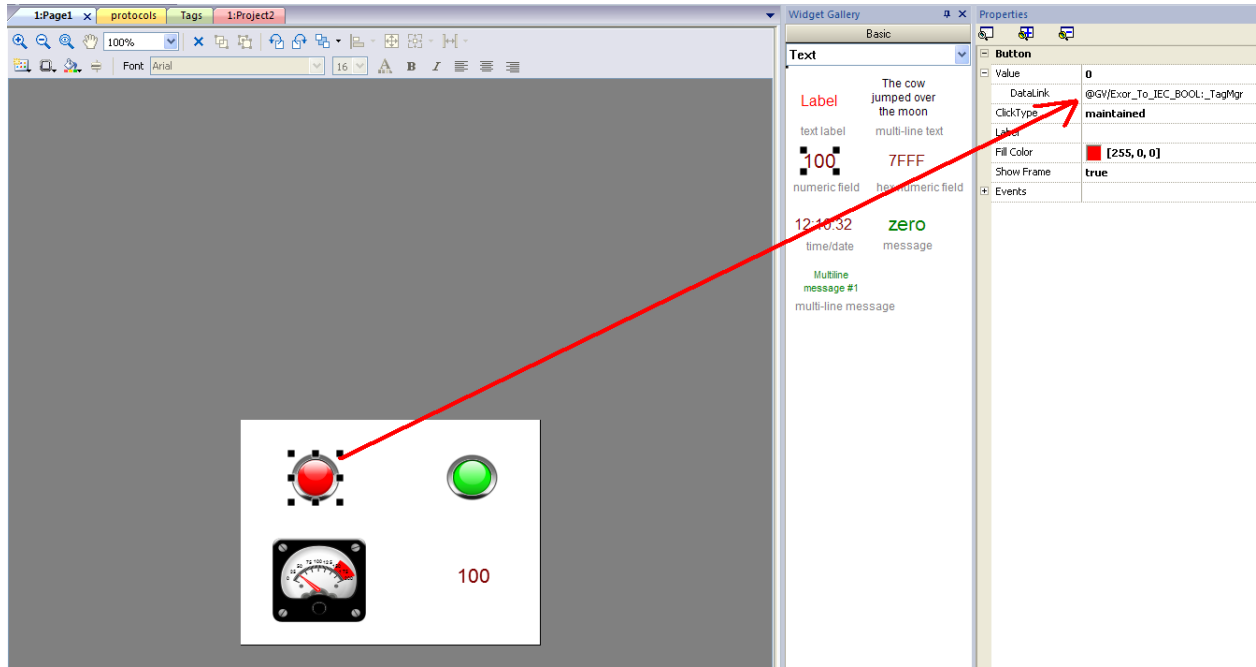 1:Page1 x protocols Tags 1:Project2
100%
Font Arial 16 A B I
100
Widget Gallery
Basic
Text
Label
text label
The cow
jumped over
the moon
multi-line text
100
numeric field
7FFF
hex numeric field
12:10:32
time/date
zero
message
Multiline
message #1
multi-line message
Properties
Button
Value 0
DataLink @GV/Exor_To_IEC_BOOL:_TagMgr
ClickType maintained
Label
Fill Color [255, 0, 0]
Show Frame true
Events